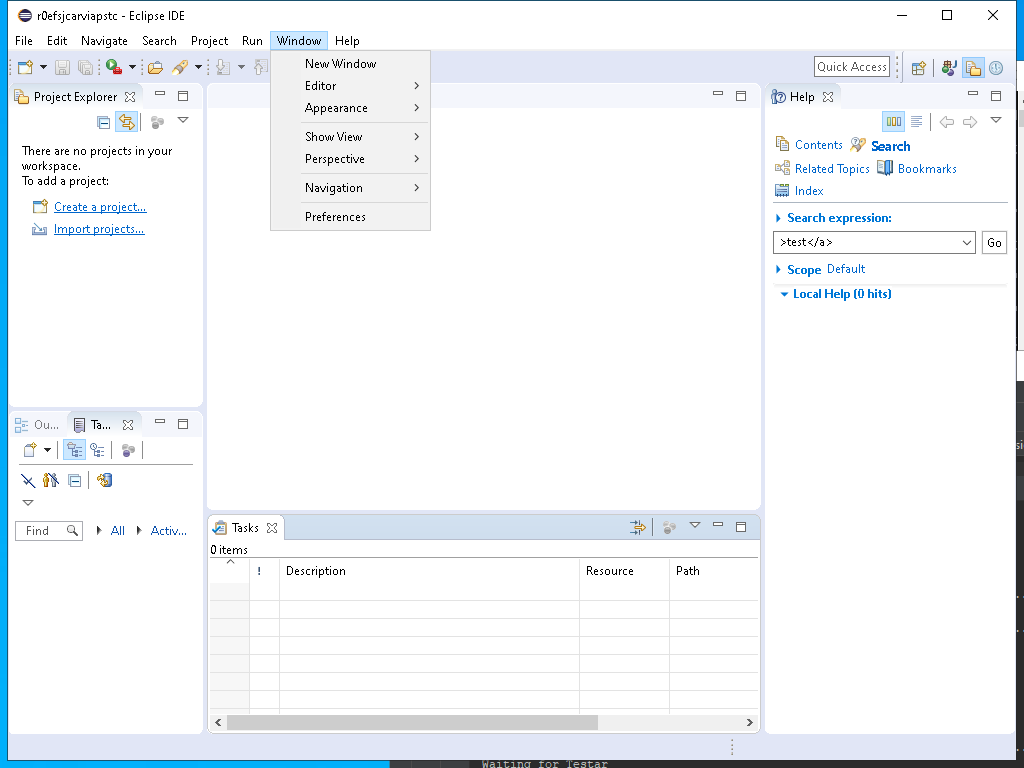 r0efsjcarviapstc - Eclipse IDE
File Edit Navigate Search Project Run Window Help
Quick Access
New Window
Editor
Appearance
Show View
Perspective
Navigation
Preferences
Project Explorer
There are no projects in your
workspace.
To add a project:
Create a project...
Import projects...
Ou... Ta...
Find All Activ...
Tasks
0 items
! Description Resource Path
Help
Contents Search
Related Topics Bookmarks
Index
Search expression:
>test</a> Go
Scope Default
Local Help (0 hits)
Waiting for Testar